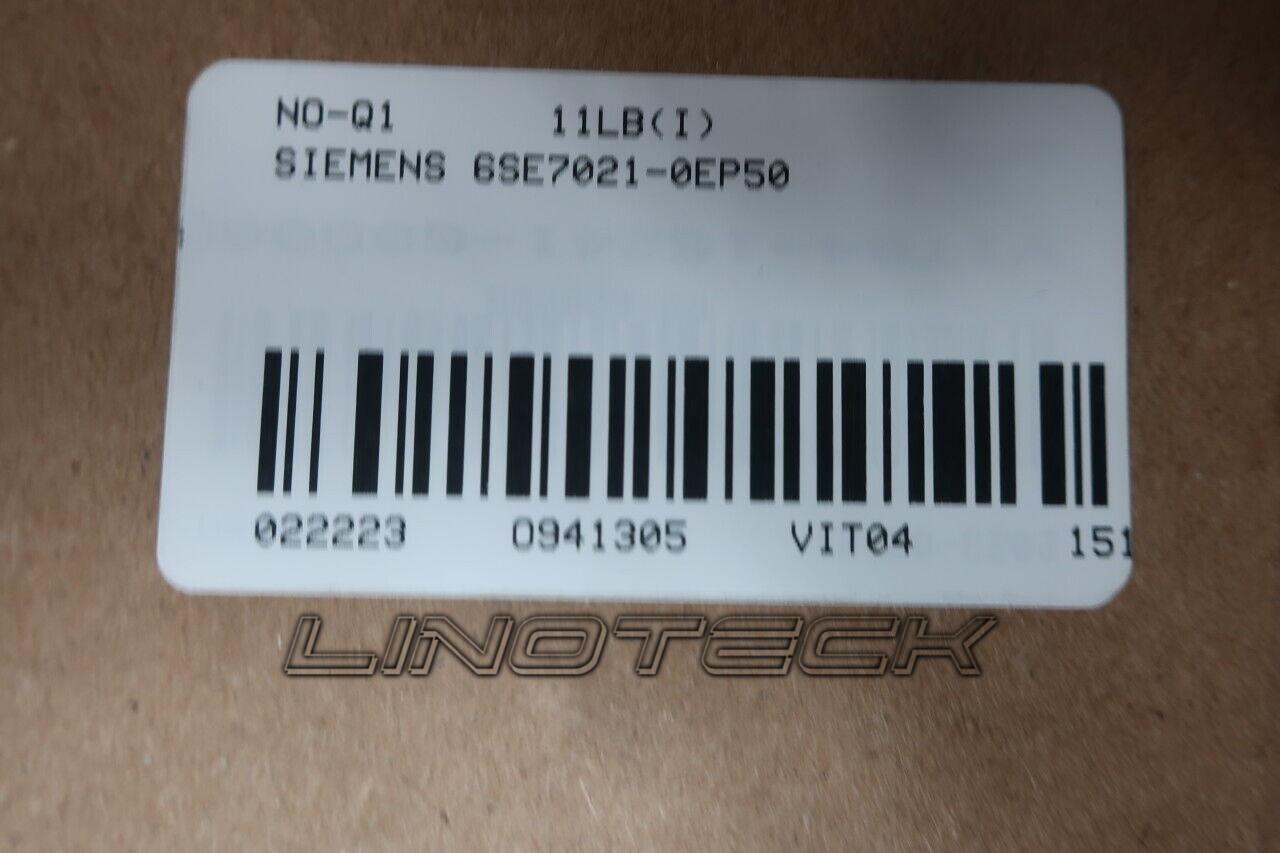 NO-Q1 11LB(I)
SIEMENS 6SE7021-0EP50
022223 0941305 VIT04 151
LINOTECK